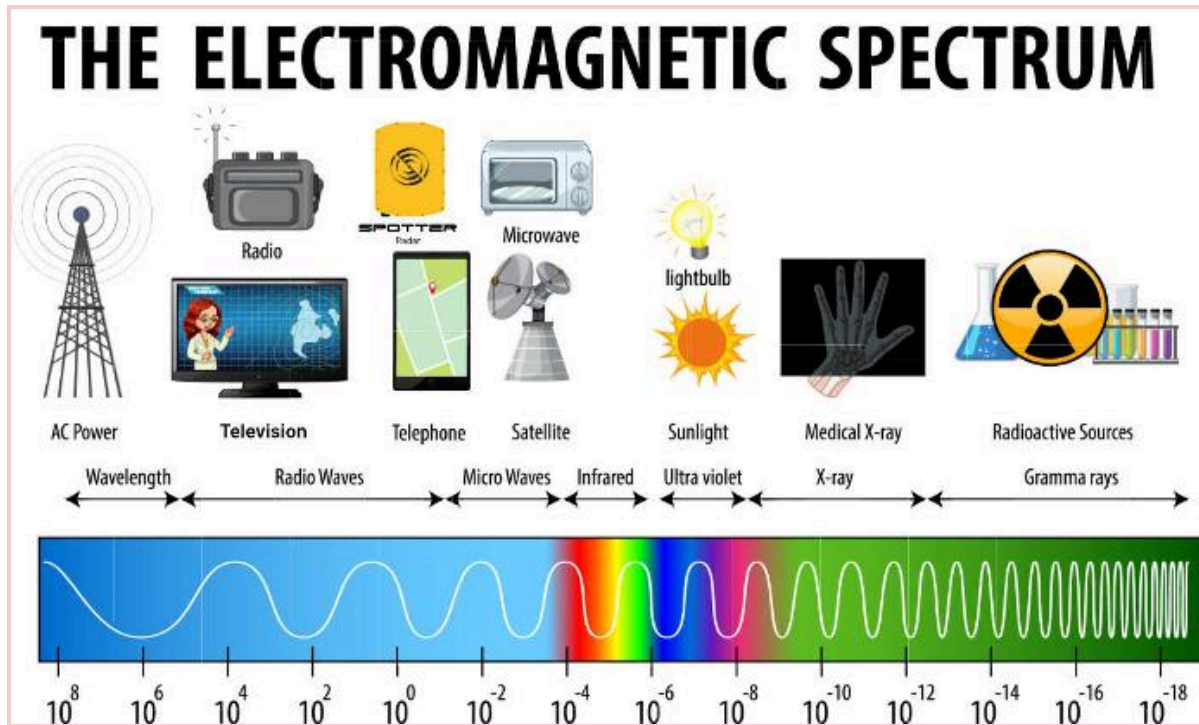 THE ELECTROMAGNETIC SPECTRUM
Radio
SPOTTER
Radar
Microwave
lightbulb
AC Power Television Telephone Satellite Sunlight Medical X-ray Radioactive Sources
Wavelength Radio Waves Micro Waves Infrared Ultra violet X-ray Gramma rays
10^8 10^6 10^4 10^2 10^0 10^-2 10^-4 10^-6 10^-8 10^-10 10^-12 10^-14 10^-16 10^-18